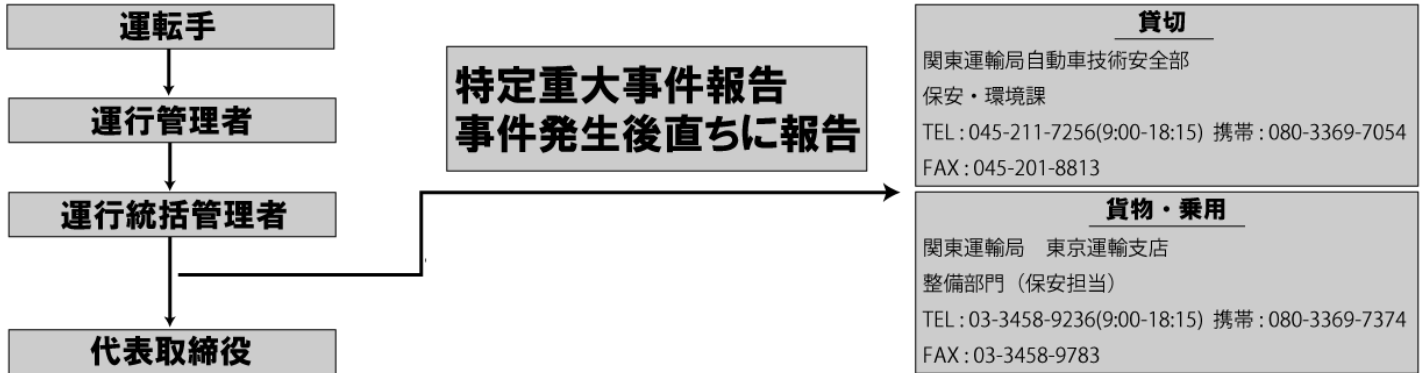 運転手
運行管理者
運行統括管理者
代表取締役
特定重大事件報告
事件発生後直ちに報告
貸切
関東運輸局自動車技術安全部
保安・環境課
TEL : 045-211-7256(9:00-18:15) 携帯 : 080-3369-7054
FAX : 045-201-8813
貨物・乗用
関東運輸局　東京運輸支店
整備部門（保安担当）
TEL : 03-3458-9236(9:00-18:15) 携帯 : 080-3369-7374
FAX : 03-3458-9783